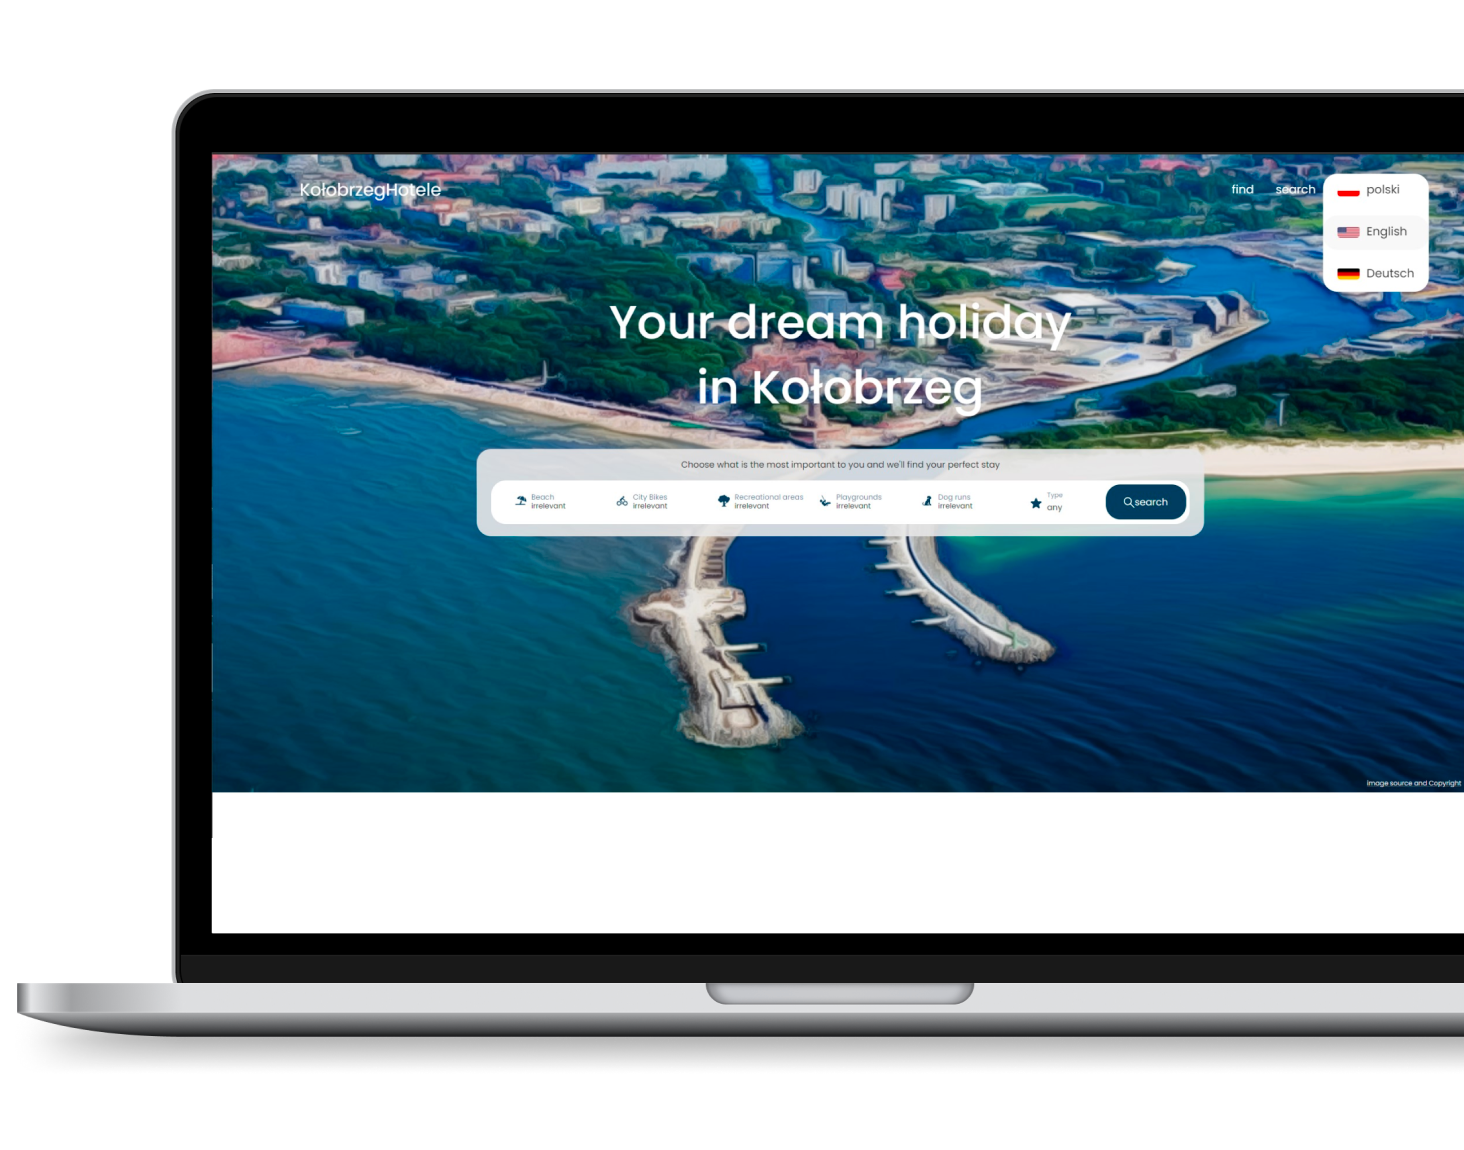 KołobrzegHotele
find search polski
English
Deutsch
Your dream holiday
in Kołobrzeg
Choose what is the most important to you and we'll find your perfect stay
Beach
irrelevant
City Bikes
irrelevant
Recreational areas
irrelevant
Playgrounds
irrelevant
Dog runs
irrelevant
Type
any
search
image source and Copyright